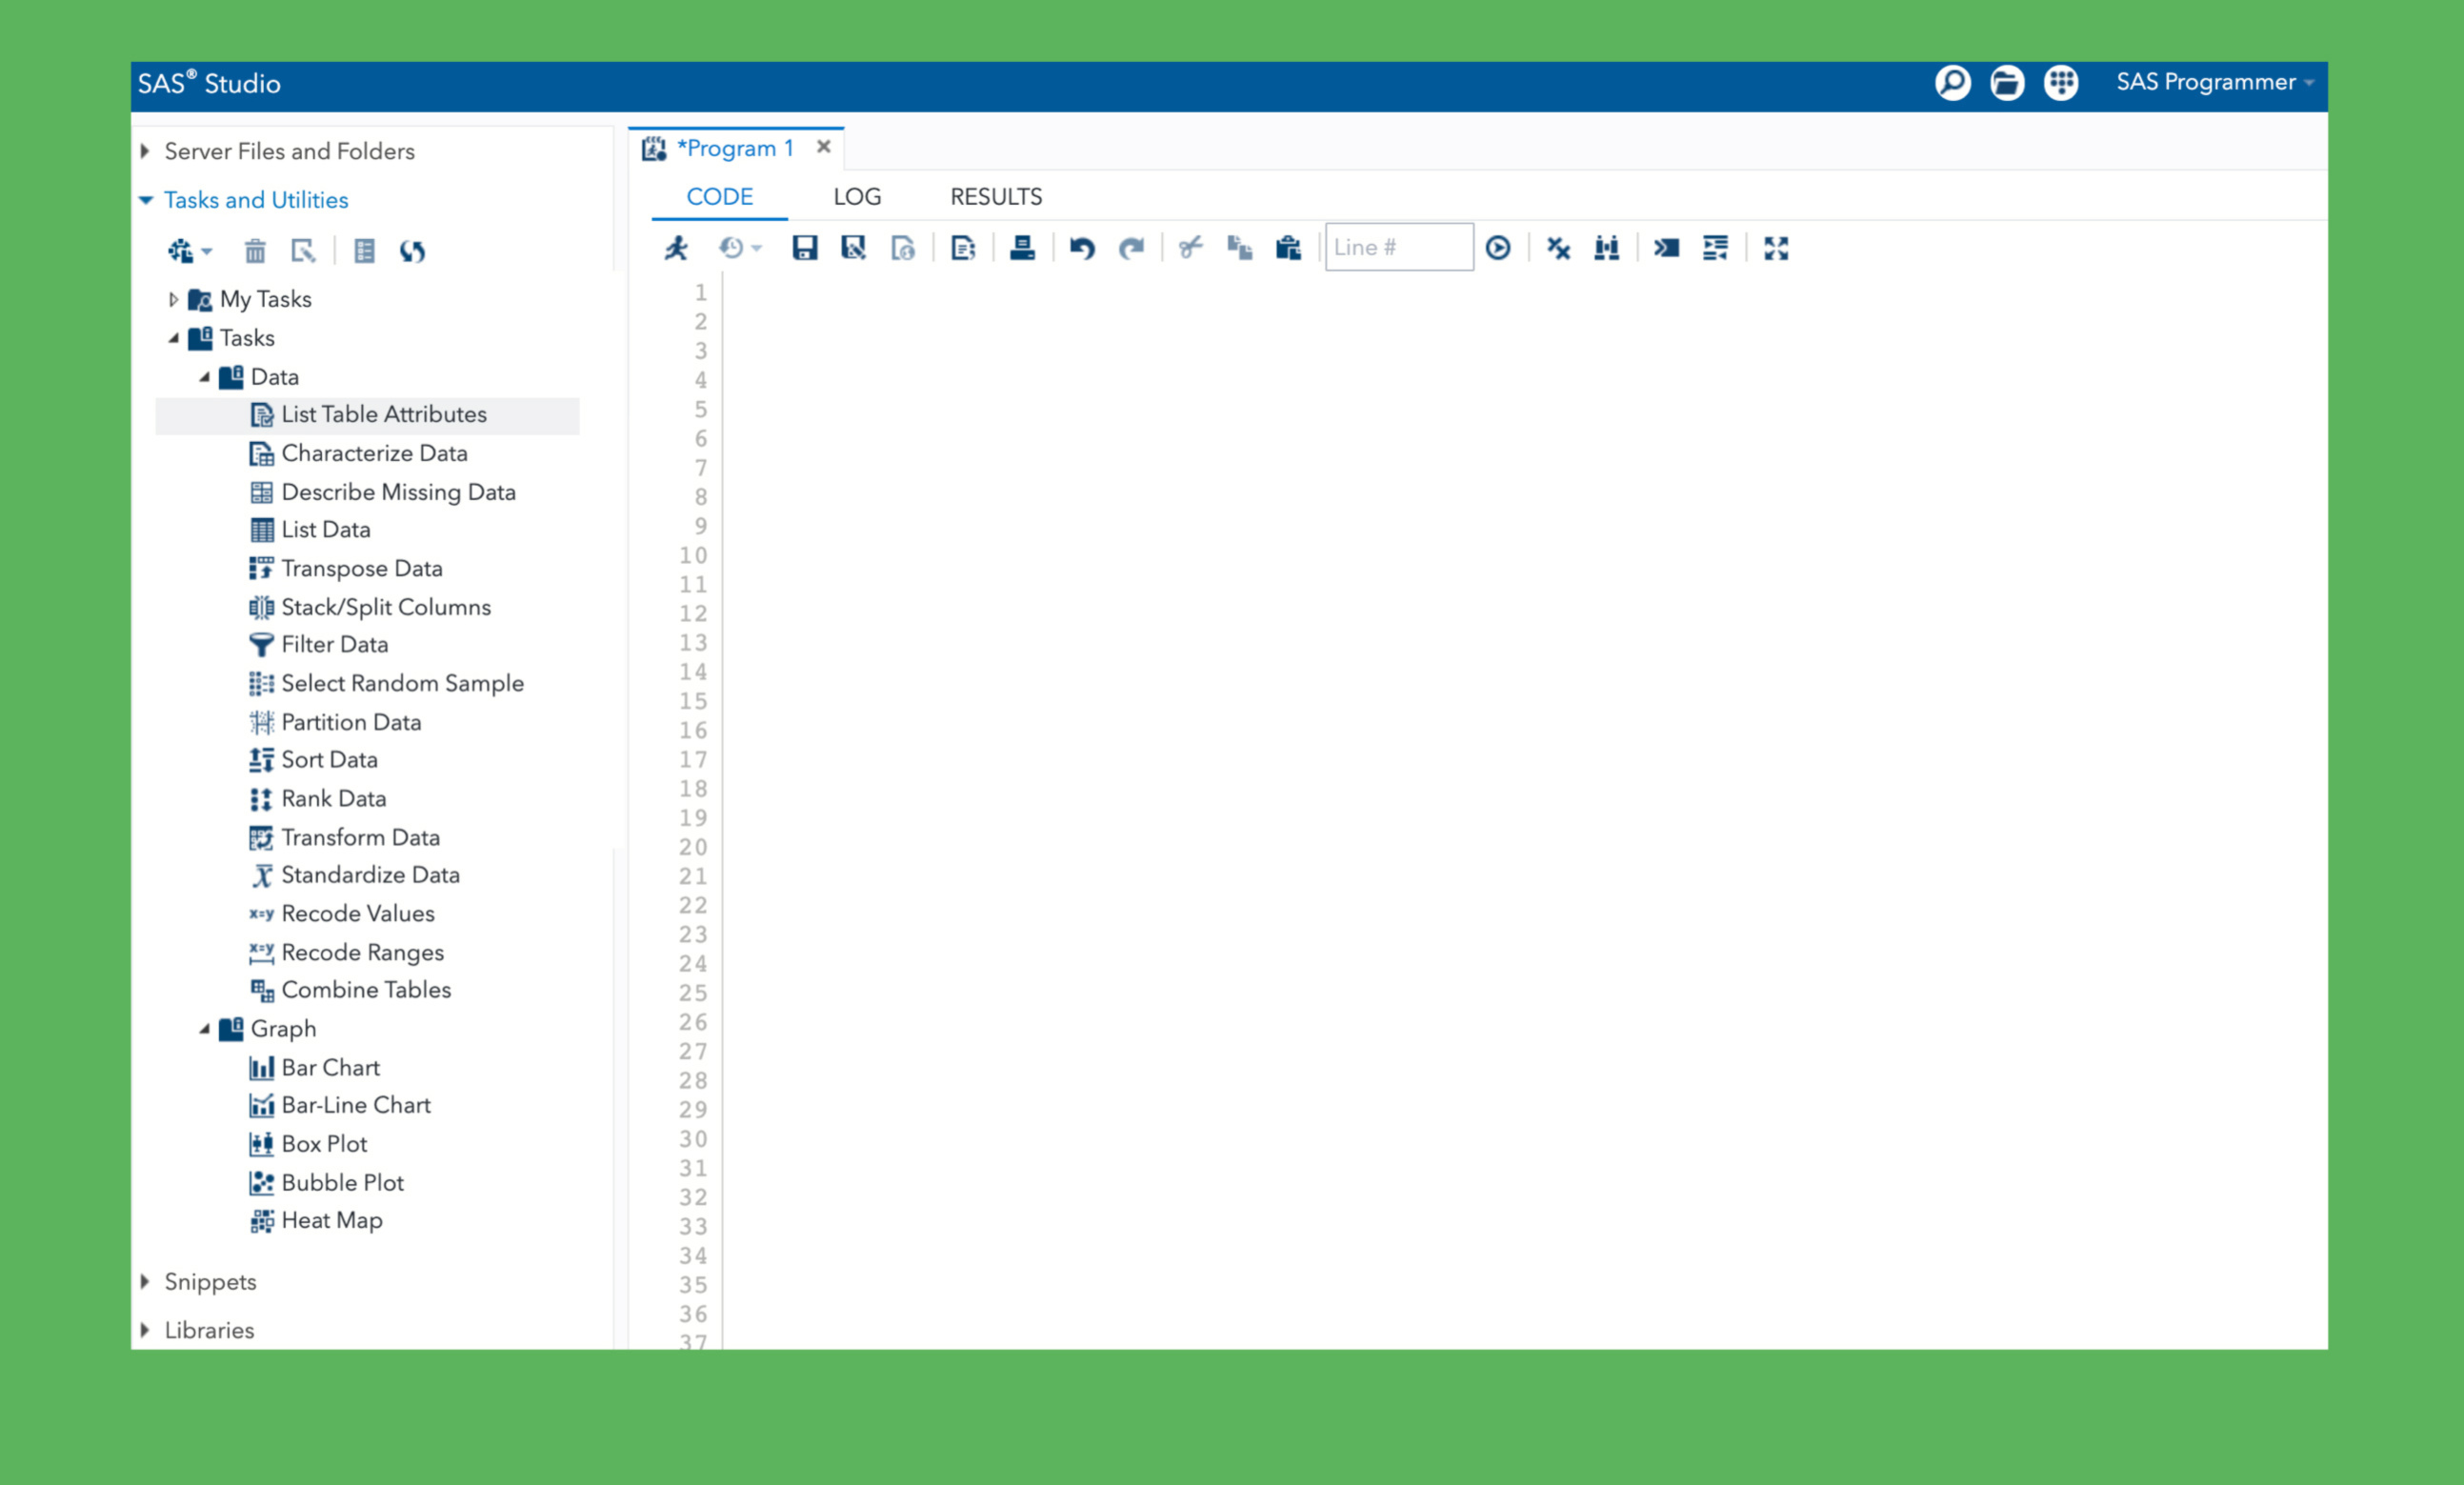 SAS® Studio
SAS Programmer
Server Files and Folders
Tasks and Utilities
My Tasks
Tasks
Data
List Table Attributes
Characterize Data
Describe Missing Data
List Data
Transpose Data
Stack/Split Columns
Filter Data
Select Random Sample
Partition Data
Sort Data
Rank Data
Transform Data
Standardize Data
x=y Recode Values
x=y Recode Ranges
Combine Tables
Graph
Bar Chart
Bar-Line Chart
Box Plot
Bubble Plot
Heat Map
Snippets
Libraries
*Program 1
CODE LOG RESULTS
Line #
1
2
3
4
5
6
7
8
9
10
11
12
13
14
15
16
17
18
19
20
21
22
23
24
25
26
27
28
29
30
31
32
33
34
35
36
37